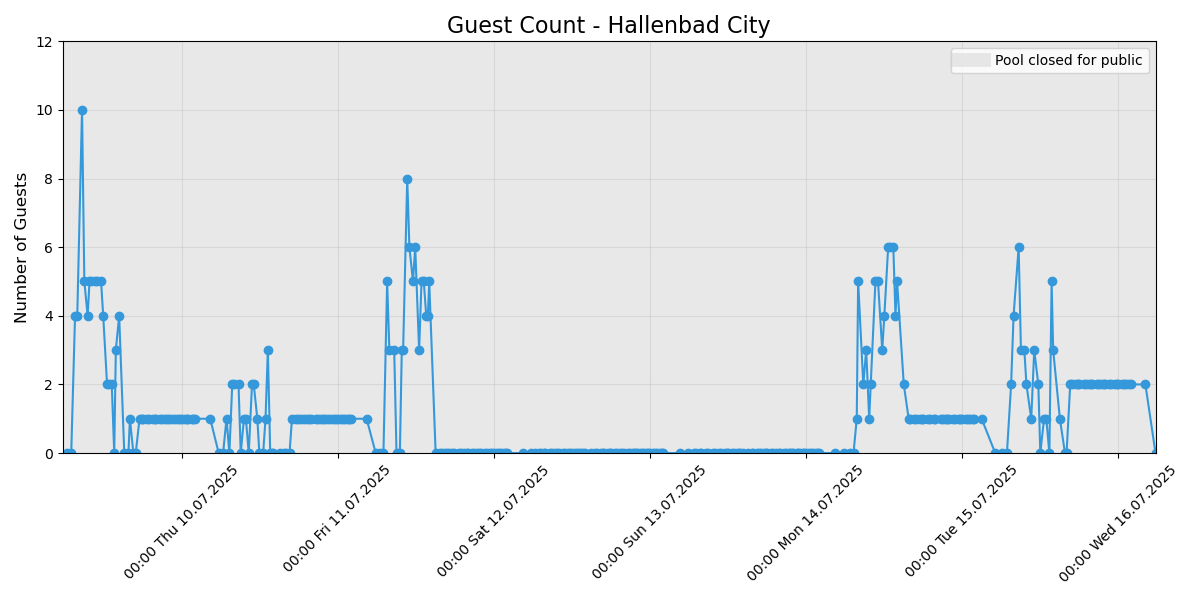 Guest Count - Hallenbad City
Pool closed for public
Number of Guests
12
10
8
6
4
2
0
00:00 Thu 10.07.2025
00:00 Fri 11.07.2025
00:00 Sat 12.07.2025
00:00 Sun 13.07.2025
00:00 Mon 14.07.2025
00:00 Tue 15.07.2025
00:00 Wed 16.07.2025